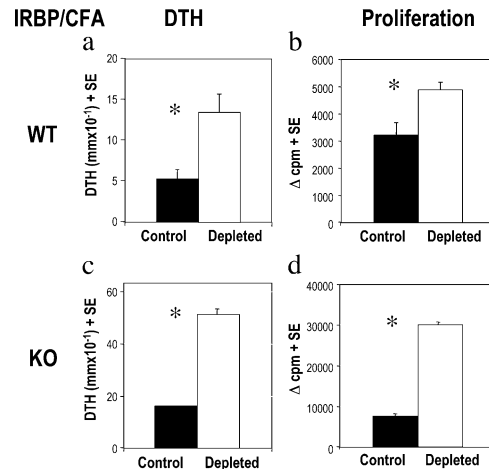 IRBP/CFA DTH Proliferation
a
DTH (mmx10⁻¹) + SE
20
15
10
5
0
*
Control Depleted
b
Δ cpm + SE
6000
5000
4000
3000
2000
1000
0
*
Control Depleted
WT
c
DTH (mmx10⁻¹) + SE
60
40
20
0
*
Control Depleted
d
Δ cpm + SE
40000
30000
20000
10000
0
*
Control Depleted
KO